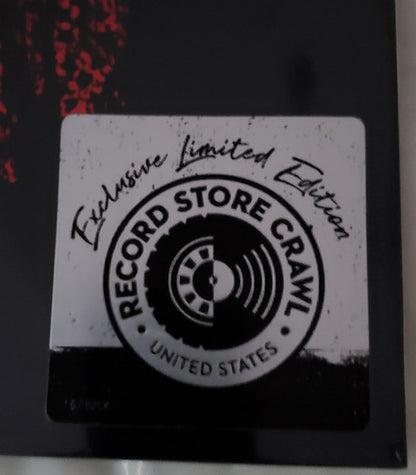 Exclusive Limited Edition
RECORD STORE CRAWL
• UNITED STATES •